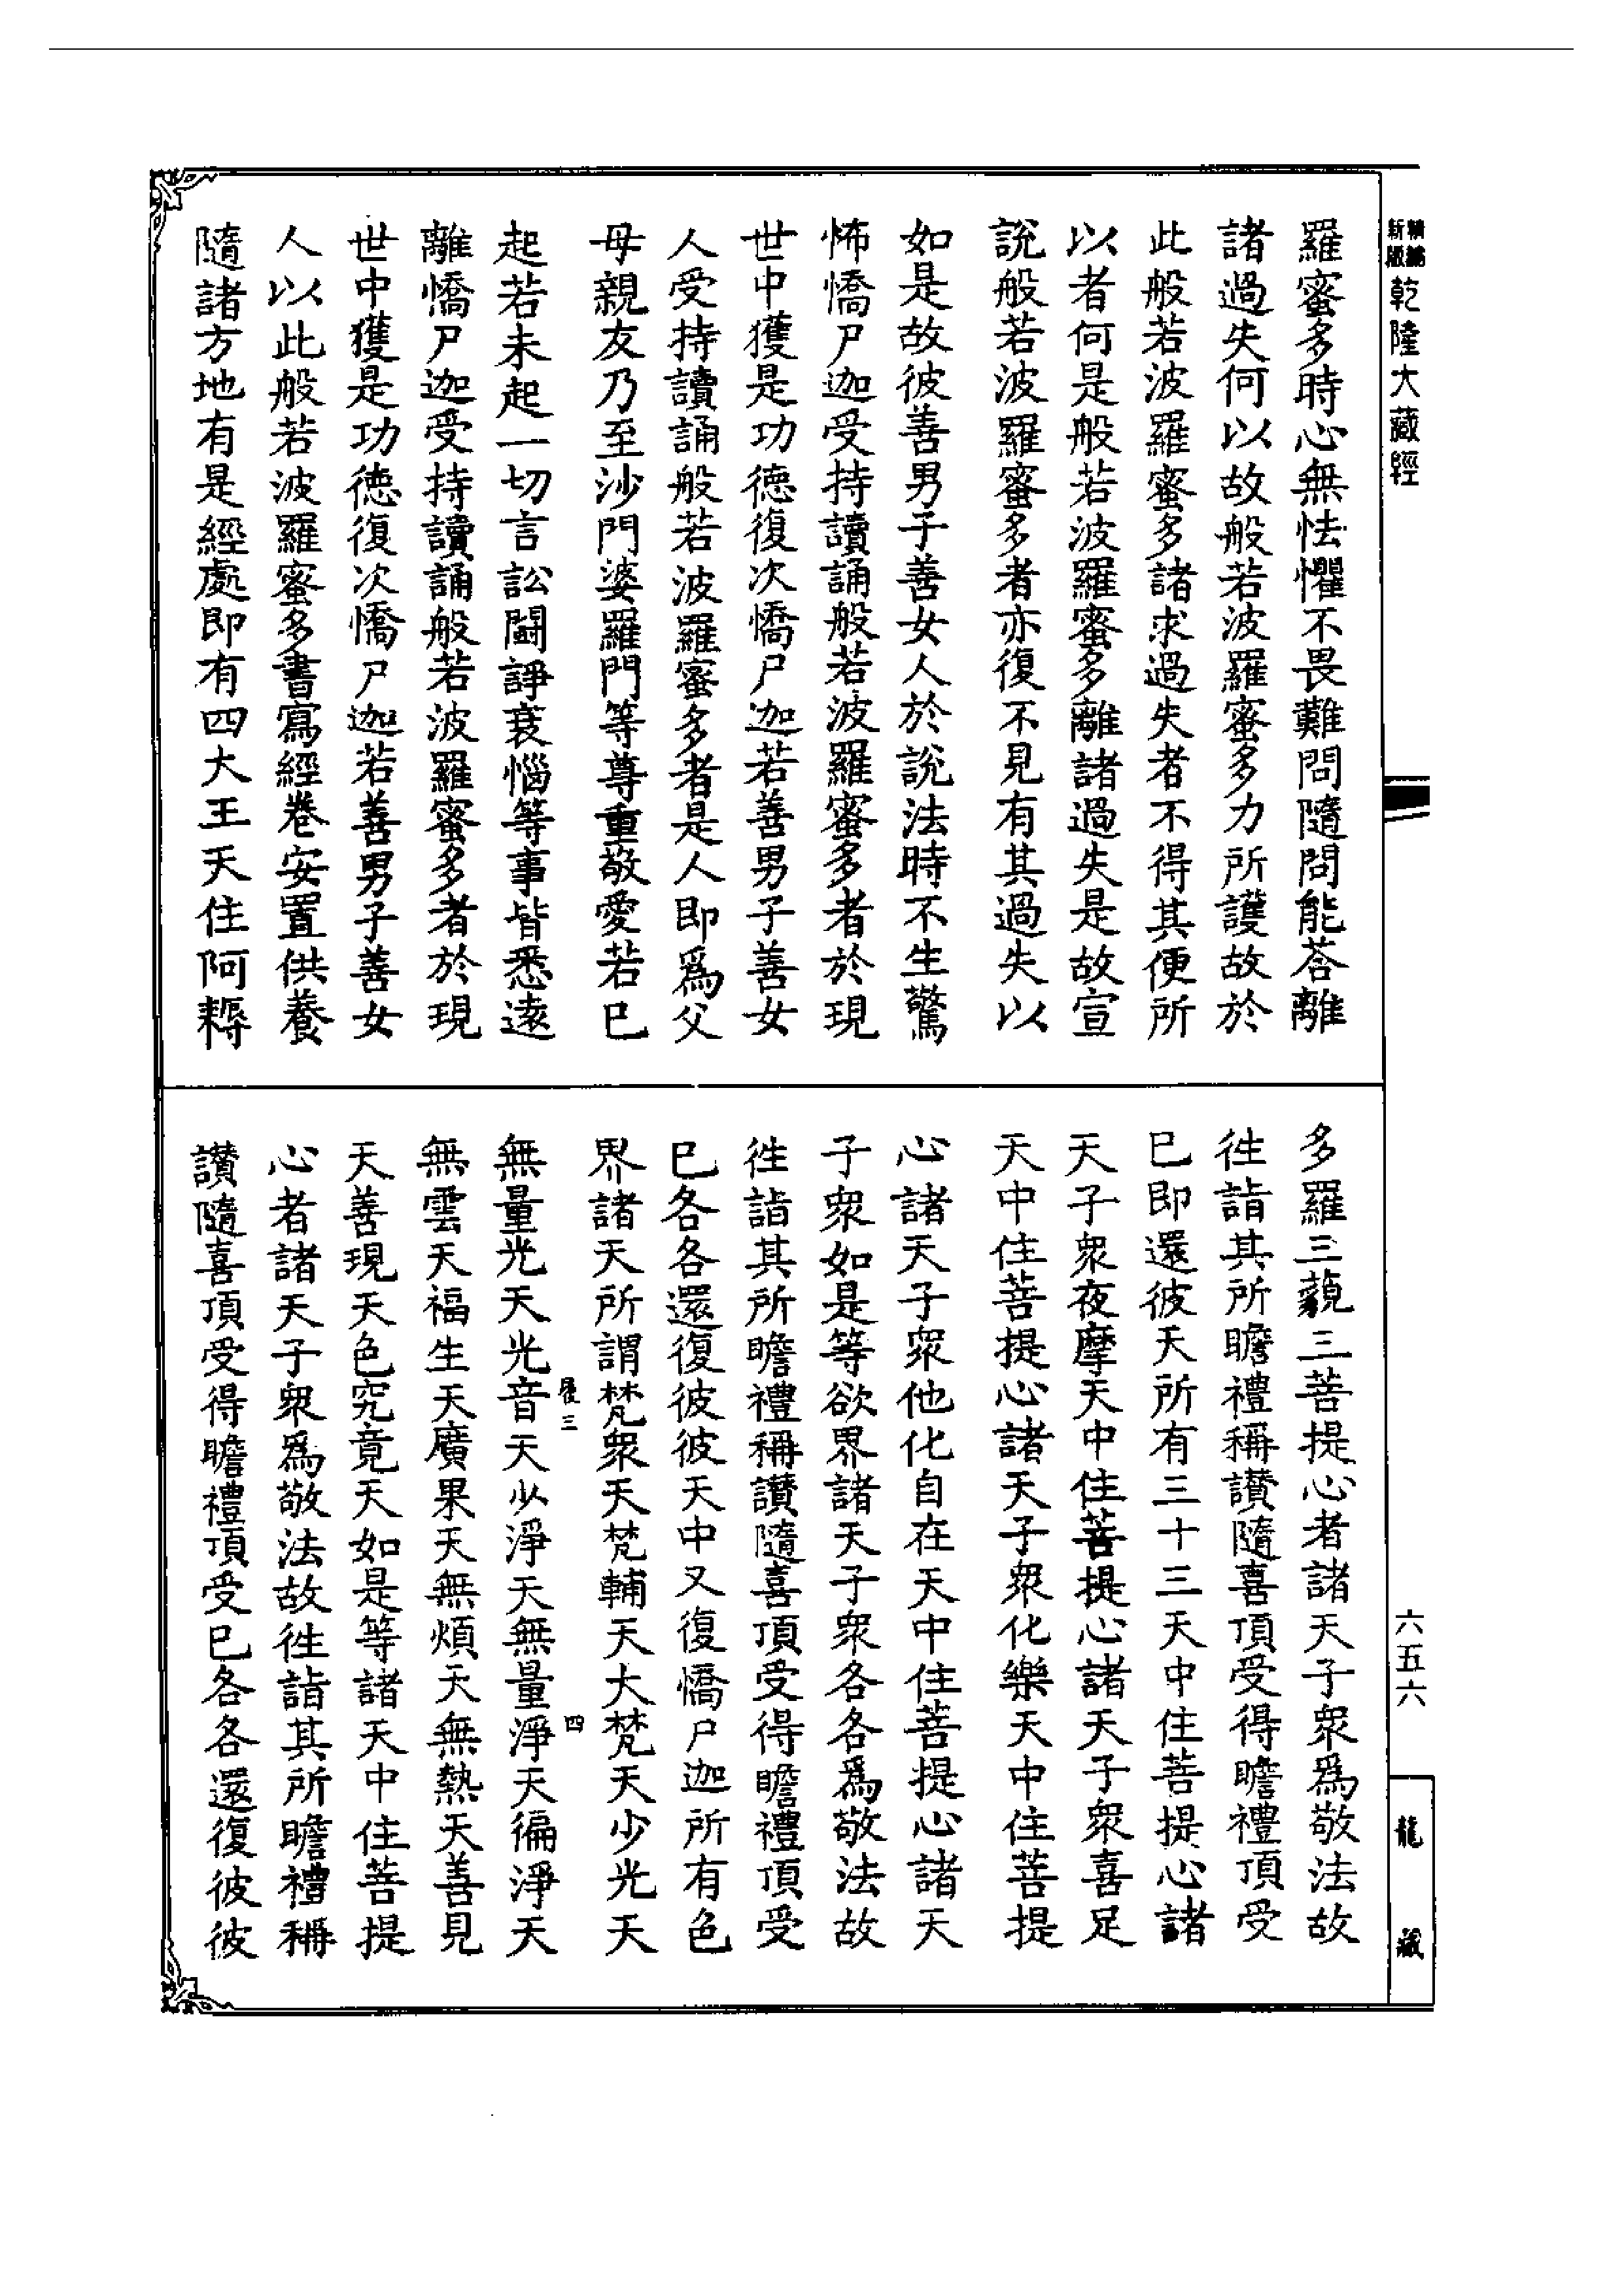 新版
精編
乾隆大藏經
羅蜜多時心無怯懼不畏難問隨問能荅離
諸過失何以故般若波羅蜜多力所護故於
此般若波羅蜜多諸求過失者不得其便所
以者何是般若波羅蜜多離諸過失是故宣
說般若波羅蜜多者亦復不見有其過失以
如是故彼善男子善女人於說法時不生驚
怖憍尸迦受持讀誦般若波羅蜜多者於現
世中獲是功德復次憍尸迦若善男子善女
人受持讀誦般若波羅蜜多者是人即爲父
母親友乃至沙門婆羅門等尊重敬愛若巳
起若未起一切言訟鬪諍衰惱等事皆悉遠
離憍尸迦受持讀誦般若波羅蜜多者於現
世中獲是功德復次憍尸迦若善男子善女
人以此般若波羅蜜多書寫經卷安置供養
隨諸方地有是經處即有四大王天住阿耨
多羅三藐三菩提心者諸天子衆爲敬法故
徃詣其所瞻禮稱讚隨喜頂受得瞻禮頂受
巳即還彼天所有三十三天中住菩提心諸
天子衆夜摩天中住菩提心諸天子衆喜足
天中住菩提心諸天子衆化樂天中住菩提
心諸天子衆他化自在天中住菩提心諸天
子衆如是等欲界諸天子衆各各爲敬法故
徃詣其所瞻禮稱讚隨喜頂受得瞻禮頂受
巳各各還復彼彼天中又復憍尸迦所有色
界諸天所謂梵衆天梵輔天大梵天少光天
無量光天光音天少淨天無量淨天徧淨天
無雲天福生天廣果天無煩天無熱天善見
天善現天色究竟天如是等諸天中住菩提
心者諸天子衆爲敬法故徃詣其所瞻禮稱
讚隨喜頂受得瞻禮頂受巳各各還復彼彼
三
四
六五六
龍藏